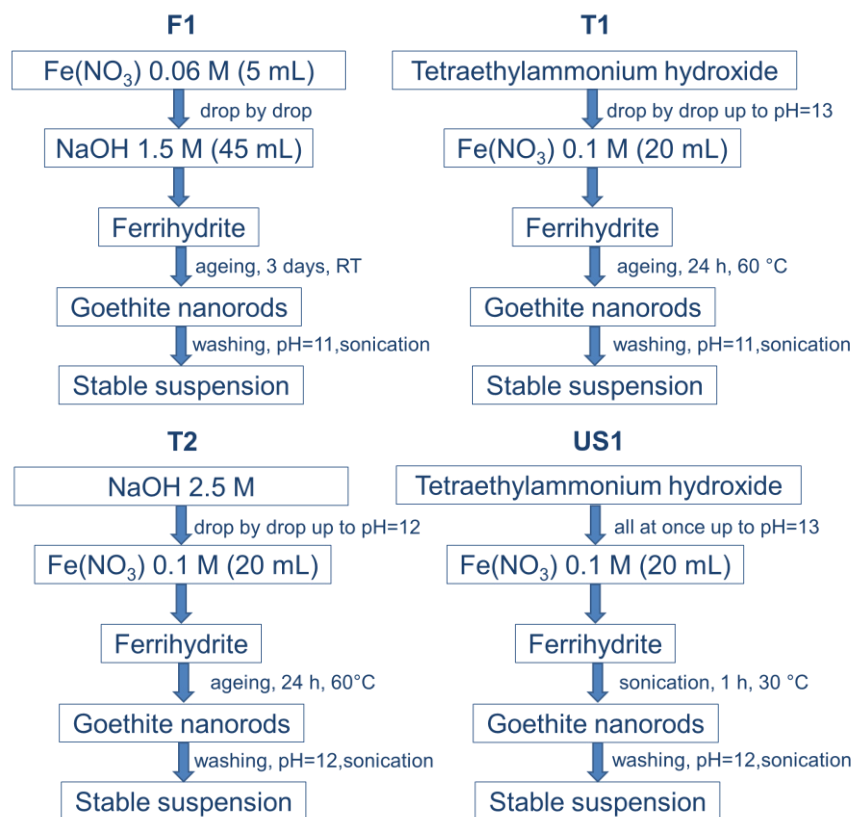 F1
Fe(NO₃) 0.06 M (5 mL)
drop by drop
NaOH 1.5 M (45 mL)
Ferrihydrite
ageing, 3 days, RT
Goethite nanorods
washing, pH=11,sonication
Stable suspension
T1
Tetraethylammonium hydroxide
drop by drop up to pH=13
Fe(NO₃) 0.1 M (20 mL)
Ferrihydrite
ageing, 24 h, 60 °C
Goethite nanorods
washing, pH=11,sonication
Stable suspension
T2
NaOH 2.5 M
drop by drop up to pH=12
Fe(NO₃) 0.1 M (20 mL)
Ferrihydrite
ageing, 24 h, 60°C
Goethite nanorods
washing, pH=12,sonication
Stable suspension
US1
Tetraethylammonium hydroxide
all at once up to pH=13
Fe(NO₃) 0.1 M (20 mL)
Ferrihydrite
sonication, 1 h, 30 °C
Goethite nanorods
washing, pH=12,sonication
Stable suspension